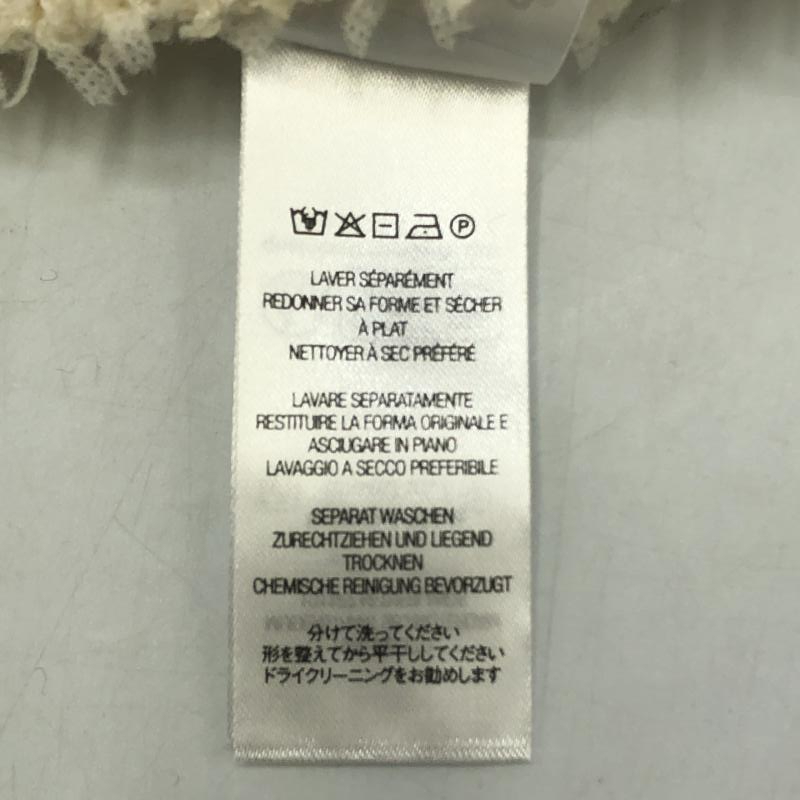 P
LAVER SÉPARÉMENT
REDONNER SA FORME ET SÉCHER
À PLAT
NETTOYER À SEC PRÉFÉRÉ
LAVARE SEPARATAMENTE
RESTITUIRE LA FORMA ORIGINALE E
ASCIUGARE IN PIANO
LAVAGGIO A SECCO PREFERIBILE
SEPARAT WASCHEN
ZURECHTZIEHEN UND LIEGEND
TROCKNEN
CHEMISCHE REINIGUNG BEVORZUGT
分けて洗ってください
形を整えてから平干ししてください
ドライクリーニングをお勧めします